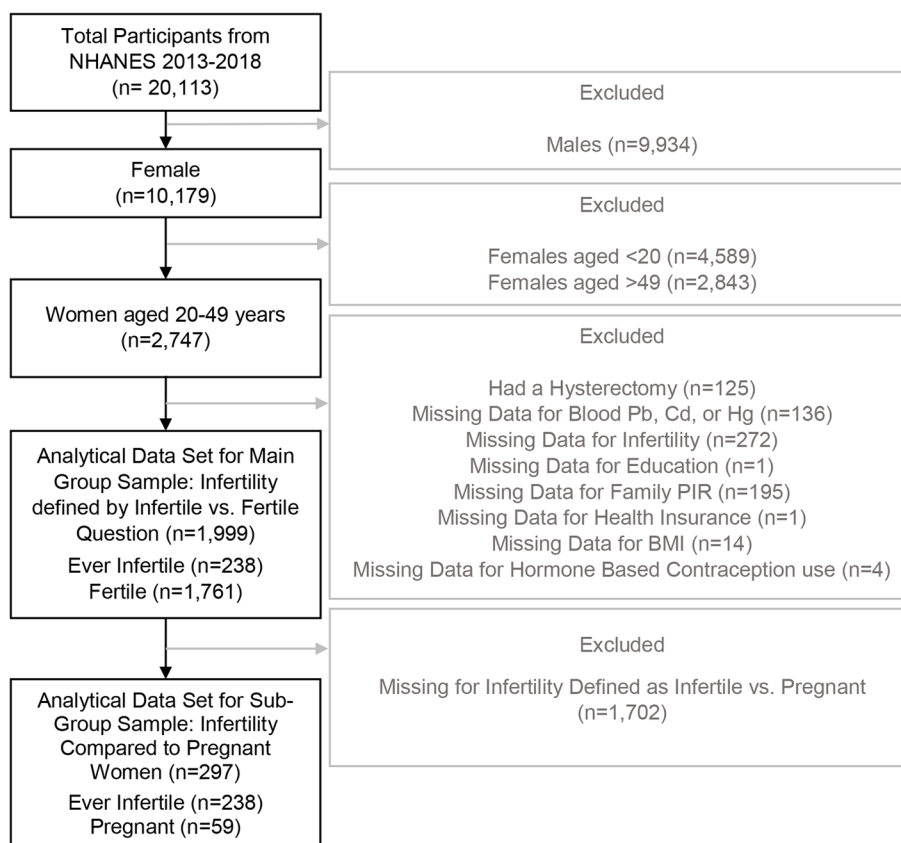 Total Participants from
NHANES 2013-2018
(n= 20,113)
Excluded
Males (n=9,934)
Female
(n=10,179)
Excluded
Females aged <20 (n=4,589)
Females aged >49 (n=2,843)
Women aged 20-49 years
(n=2,747)
Excluded
Had a Hysterectomy (n=125)
Missing Data for Blood Pb, Cd, or Hg (n=136)
Missing Data for Infertility (n=272)
Missing Data for Education (n=1)
Missing Data for Family PIR (n=195)
Missing Data for Health Insurance (n=1)
Missing Data for BMI (n=14)
Missing Data for Hormone Based Contraception use (n=4)
Analytical Data Set for Main
Group Sample: Infertility
defined by Infertile vs. Fertile
Question (n=1,999)
Ever Infertile (n=238)
Fertile (n=1,761)
Excluded
Missing for Infertility Defined as Infertile vs. Pregnant
(n=1,702)
Analytical Data Set for Sub-
Group Sample: Infertility
Compared to Pregnant
Women (n=297)
Ever Infertile (n=238)
Pregnant (n=59)